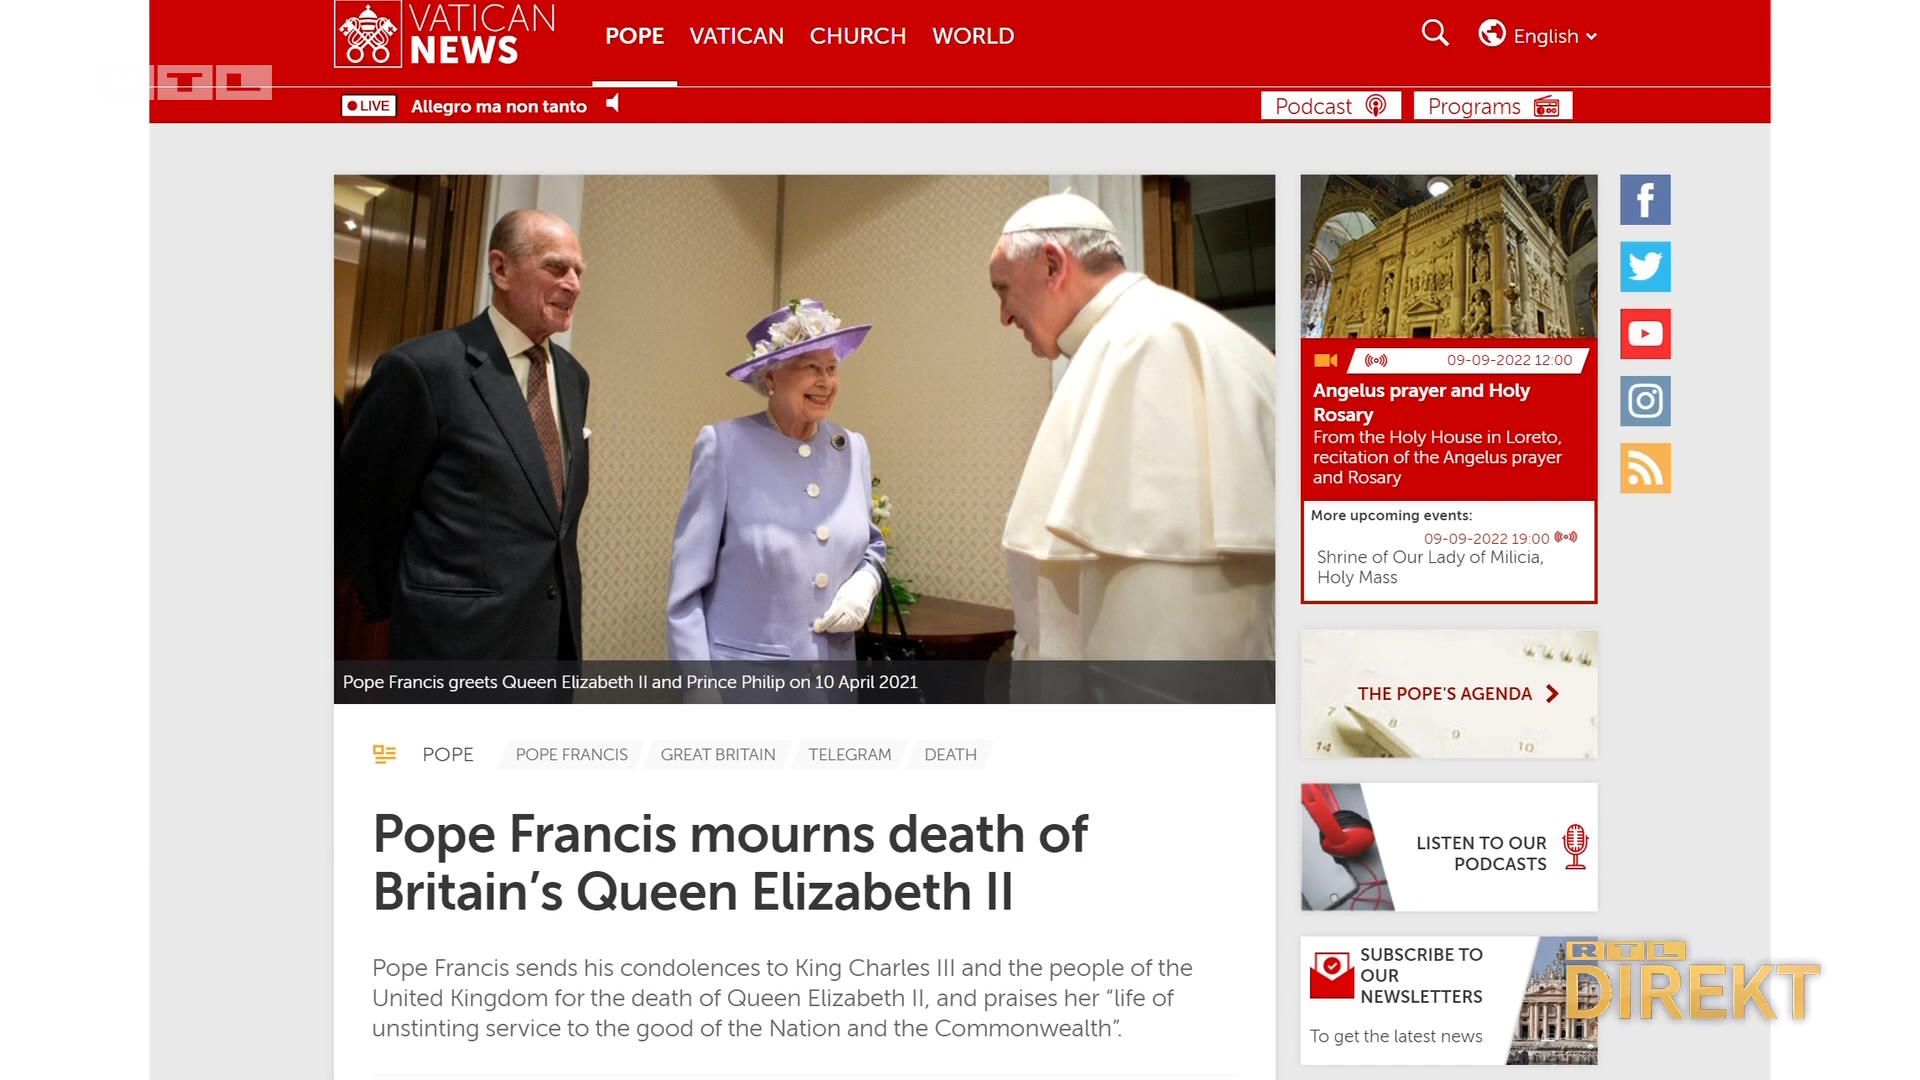 VATICAN
NEWS
POPE
VATICAN
CHURCH
WORLD
English
RTL
LIVE
Allegro ma non tanto
Podcast
Programs
09-09-2022 12:00
Angelus prayer and Holy
Rosary
From the Holy House in Loreto,
recitation of the Angelus prayer
and Rosary
More upcoming events:
09-09-2022 19:00
Shrine of Our Lady of Milicia,
Holy Mass
Pope Francis greets Queen Elizabeth II and Prince Philip on 10 April 2021
THE POPE'S AGENDA
7
8
9
14
10
POPE
POPE FRANCIS
GREAT BRITAIN
TELEGRAM
DEATH
Pope Francis mourns death of
Britain’s Queen Elizabeth II
LISTEN TO OUR
PODCASTS
Pope Francis sends his condolences to King Charles III and the people of the
United Kingdom for the death of Queen Elizabeth II, and praises her “life of
unstinting service to the good of the Nation and the Commonwealth”.
SUBSCRIBE TO
OUR
NEWSLETTERS
To get the latest news
RTL
DIREKT